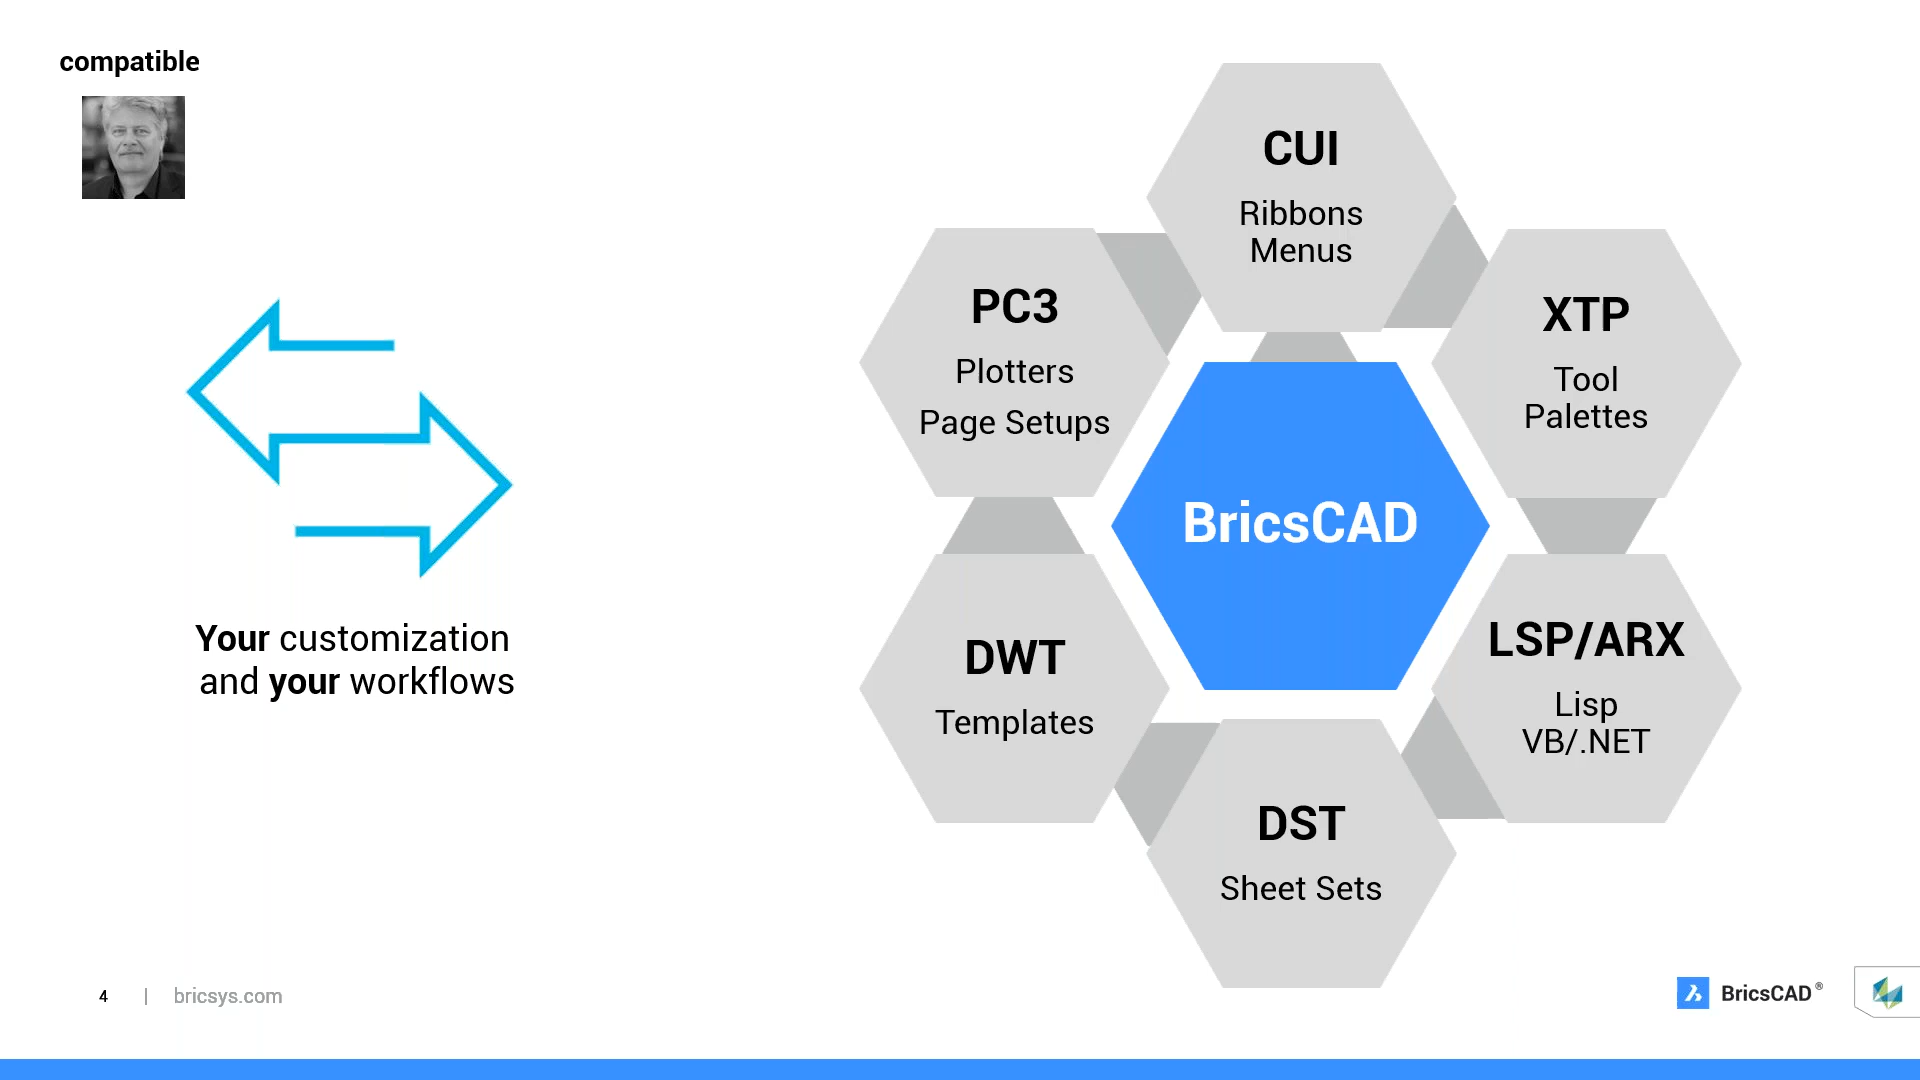 compatible
Your customization
and your workflows
CUI
Ribbons
Menus
PC3
Plotters
Page Setups
XTP
Tool
Palettes
BricsCAD
DWT
Templates
LSP/ARX
Lisp
VB/.NET
DST
Sheet Sets
4 | bricsys.com
BricsCAD®